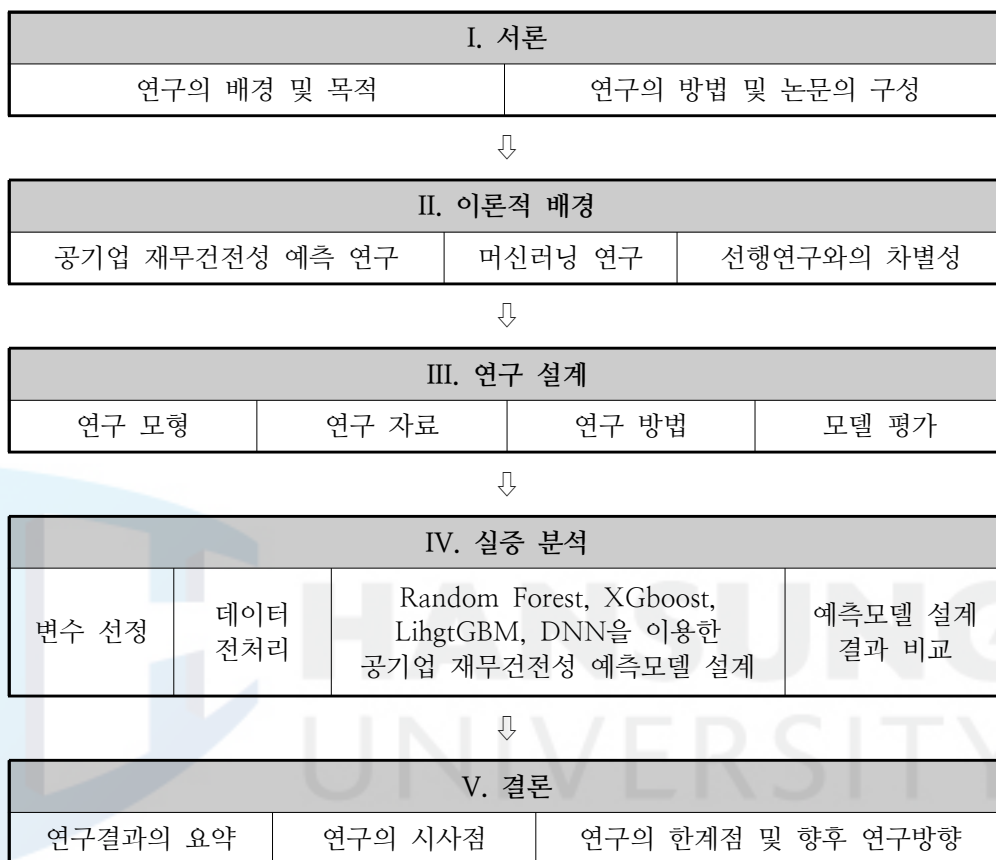 I. 서론
연구의 배경 및 목적 연구의 방법 및 논문의 구성
⇩
II. 이론적 배경
공기업 재무건전성 예측 연구 머신러닝 연구 선행연구와의 차별성
⇩
III. 연구 설계
연구 모형 연구 자료 연구 방법 모델 평가
⇩
IV. 실증 분석
변수 선정
데이터
전처리
Random Forest, XGboost,
LihgtGBM, DNN을 이용한
공기업 재무건전성 예측모델 설계
예측모델 설계
결과 비교
⇩
V. 결론
연구결과의 요약 연구의 시사점 연구의 한계점 및 향후 연구방향
HANSUNG
UNIVERSITY